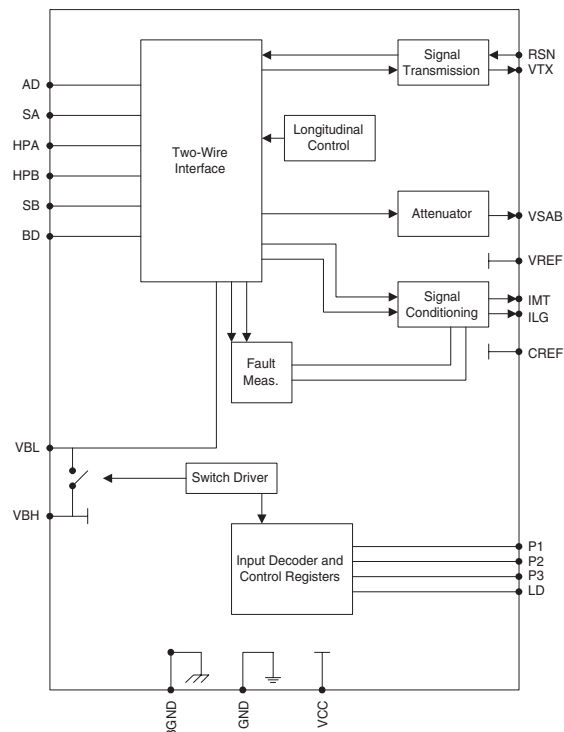 RSN
VTX
Signal
Transmission
AD
SA
HPA
HPB
SB
BD
Two-Wire
Interface
Longitudinal
Control
Attenuator
VSAB
VREF
Signal
Conditioning
IMT
ILG
CREF
Fault
Meas.
VBL
VBH
Switch Driver
Input Decoder and
Control Registers
P1
P2
P3
LD
BGND
GND
VCC